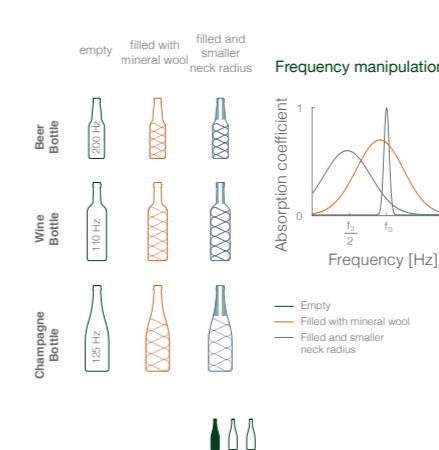 empty
filled with
mineral wool
filled and
smaller
neck radius
Beer
Bottle
200 Hz
Wine
Bottle
110 Hz
Champagne
Bottle
125 Hz
Frequency manipulation
Absorption coefficient
1
0
f₂
2
f₀
Frequency [Hz]
Empty
Filled with mineral wool
Filled and smaller
neck radius